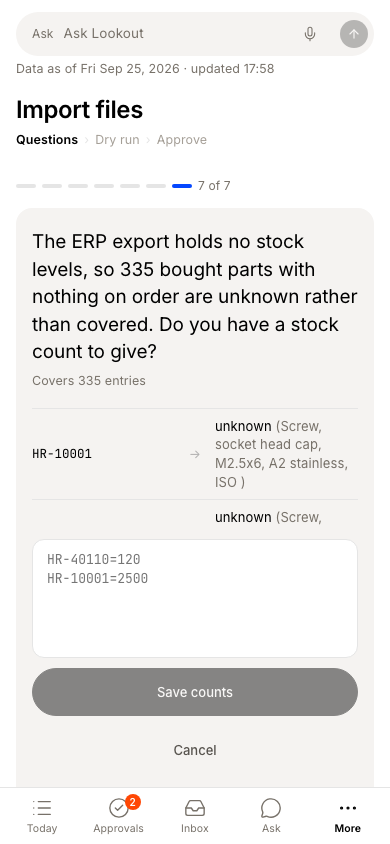 Ask Ask Lookout
Data as of Fri Sep 25, 2026 · updated 17:58
Import files
Questions › Dry run › Approve
7 of 7
The ERP export holds no stock
levels, so 335 bought parts with
nothing on order are unknown rather
than covered. Do you have a stock
count to give?
Covers 335 entries
HR-10001 → unknown (Screw,
socket head cap,
M2.5x6, A2 stainless,
ISO )
unknown (Screw,
HR-40110=120
HR-10001=2500
Save counts
Cancel
2
Today Approvals Inbox Ask More